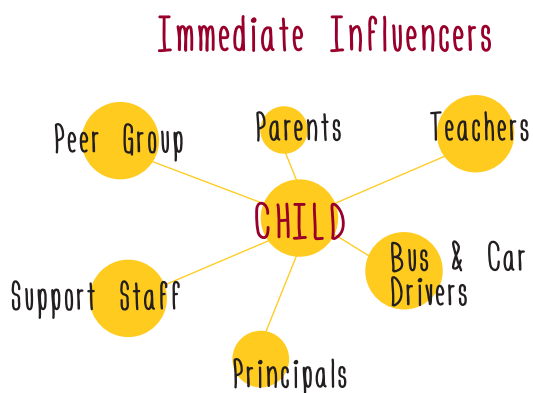 Immediate Influencers
Peer Group
Parents
Teachers
CHILD
Bus & Car
Drivers
Support Staff
Principals